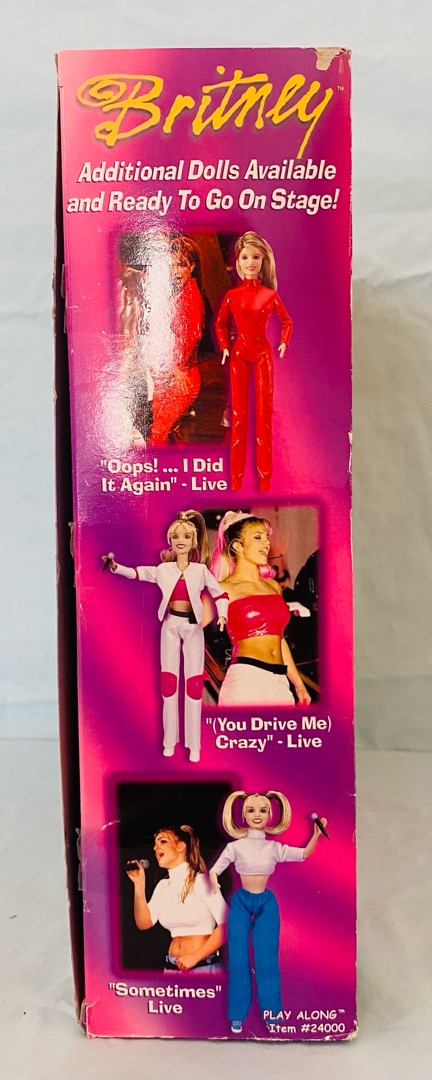 Britney™
Additional Dolls Available
and Ready To Go On Stage!
"Oops! ... I Did
It Again" - Live
"(You Drive Me)
Crazy" - Live
"Sometimes"
Live
PLAY ALONG™
Item #24000